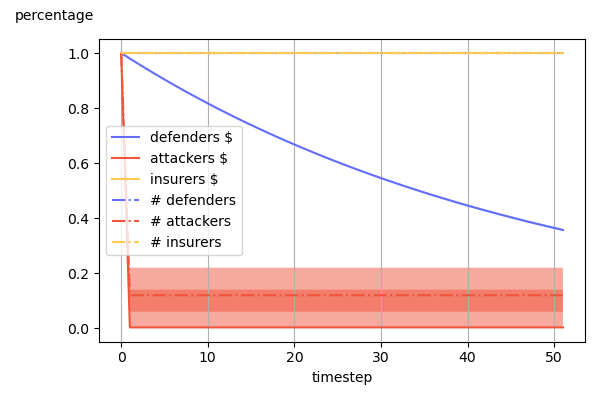 percentage
1.0
0.8
0.6
0.4
0.2
0.0
defenders $
attackers $
insurers $
# defenders
# attackers
# insurers
0 10 20 30 40 50
timestep